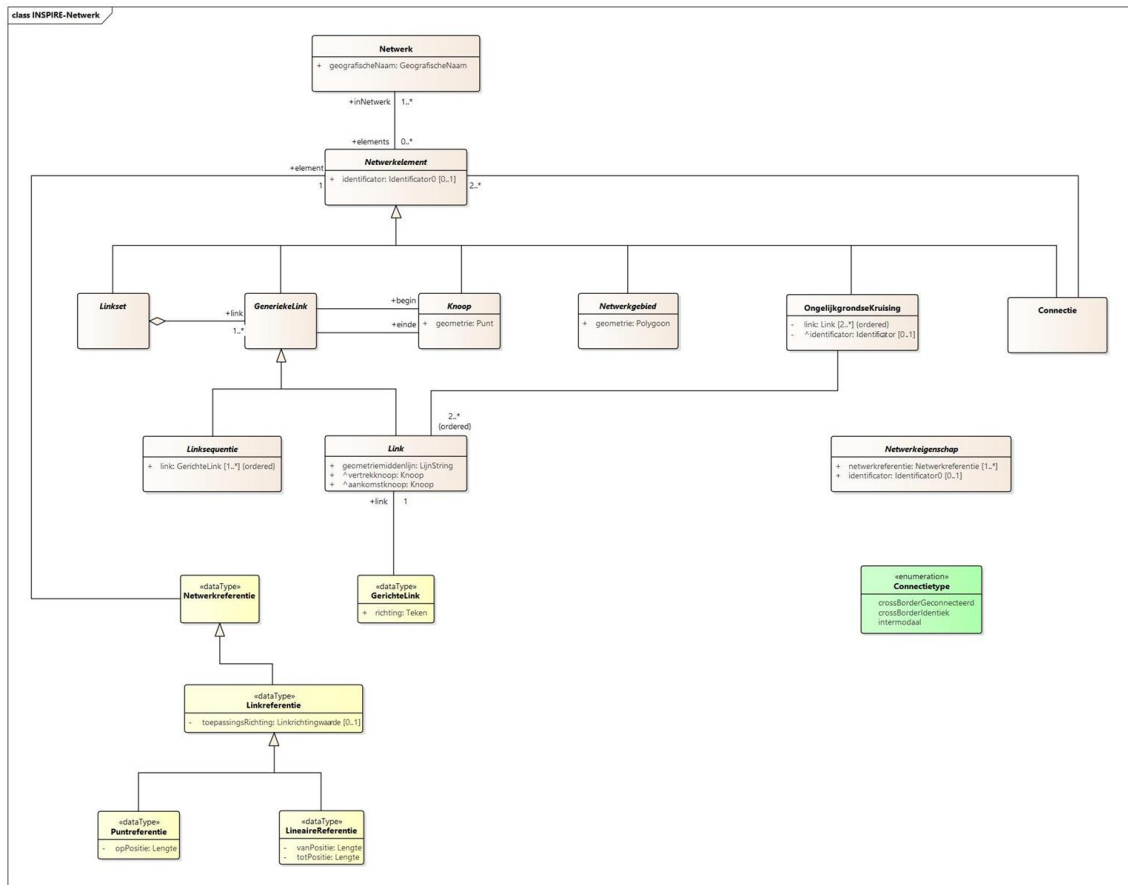 class INSPIRE-Netwerk
Netwerk
+ geografischeNaam: GeografischeNaam
+inNetwerk 1..*
+elements 0..*
Netwerkelement
+ identificator: Identificator0 [0..1]
+element
1
2..*
Linkset
GeneriekeLink
+link
1..*
+begin
+einde
Knoop
+ geometrie: Punt
Netwerkgebied
+ geometrie: Polygoon
OngelijkgrondseKruising
- link: Link [2..*] (ordered)
- ^identificator: Identificator [0..1]
Connectie
Linksequentie
+ link: GerichteLink [1..*] (ordered)
2..*
(ordered)
Link
+ geometriemiddenlijn: LijnString
+ ^vertrekknoop: Knoop
+ ^aankomstknoop: Knoop
+link 1
Netwerkeigenschap
+ netwerkreferentie: Netwerkreferentie [1..*]
+ identificator: Identificator0 [0..1]
«dataType»
Netwerkreferentie
«dataType»
GerichteLink
+ richting: Teken
«enumeration»
Connectietype
crossBorderGeconnecteerd
crossBorderIdentiek
intermodaal
«dataType»
Linkreferentie
- toepassingsRichting: Linkrichtingwaarde [0..1]
«dataType»
Puntreferentie
- opPositie: Lengte
«dataType»
LineaireReferentie
- vanPositie: Lengte
- totPositie: Lengte